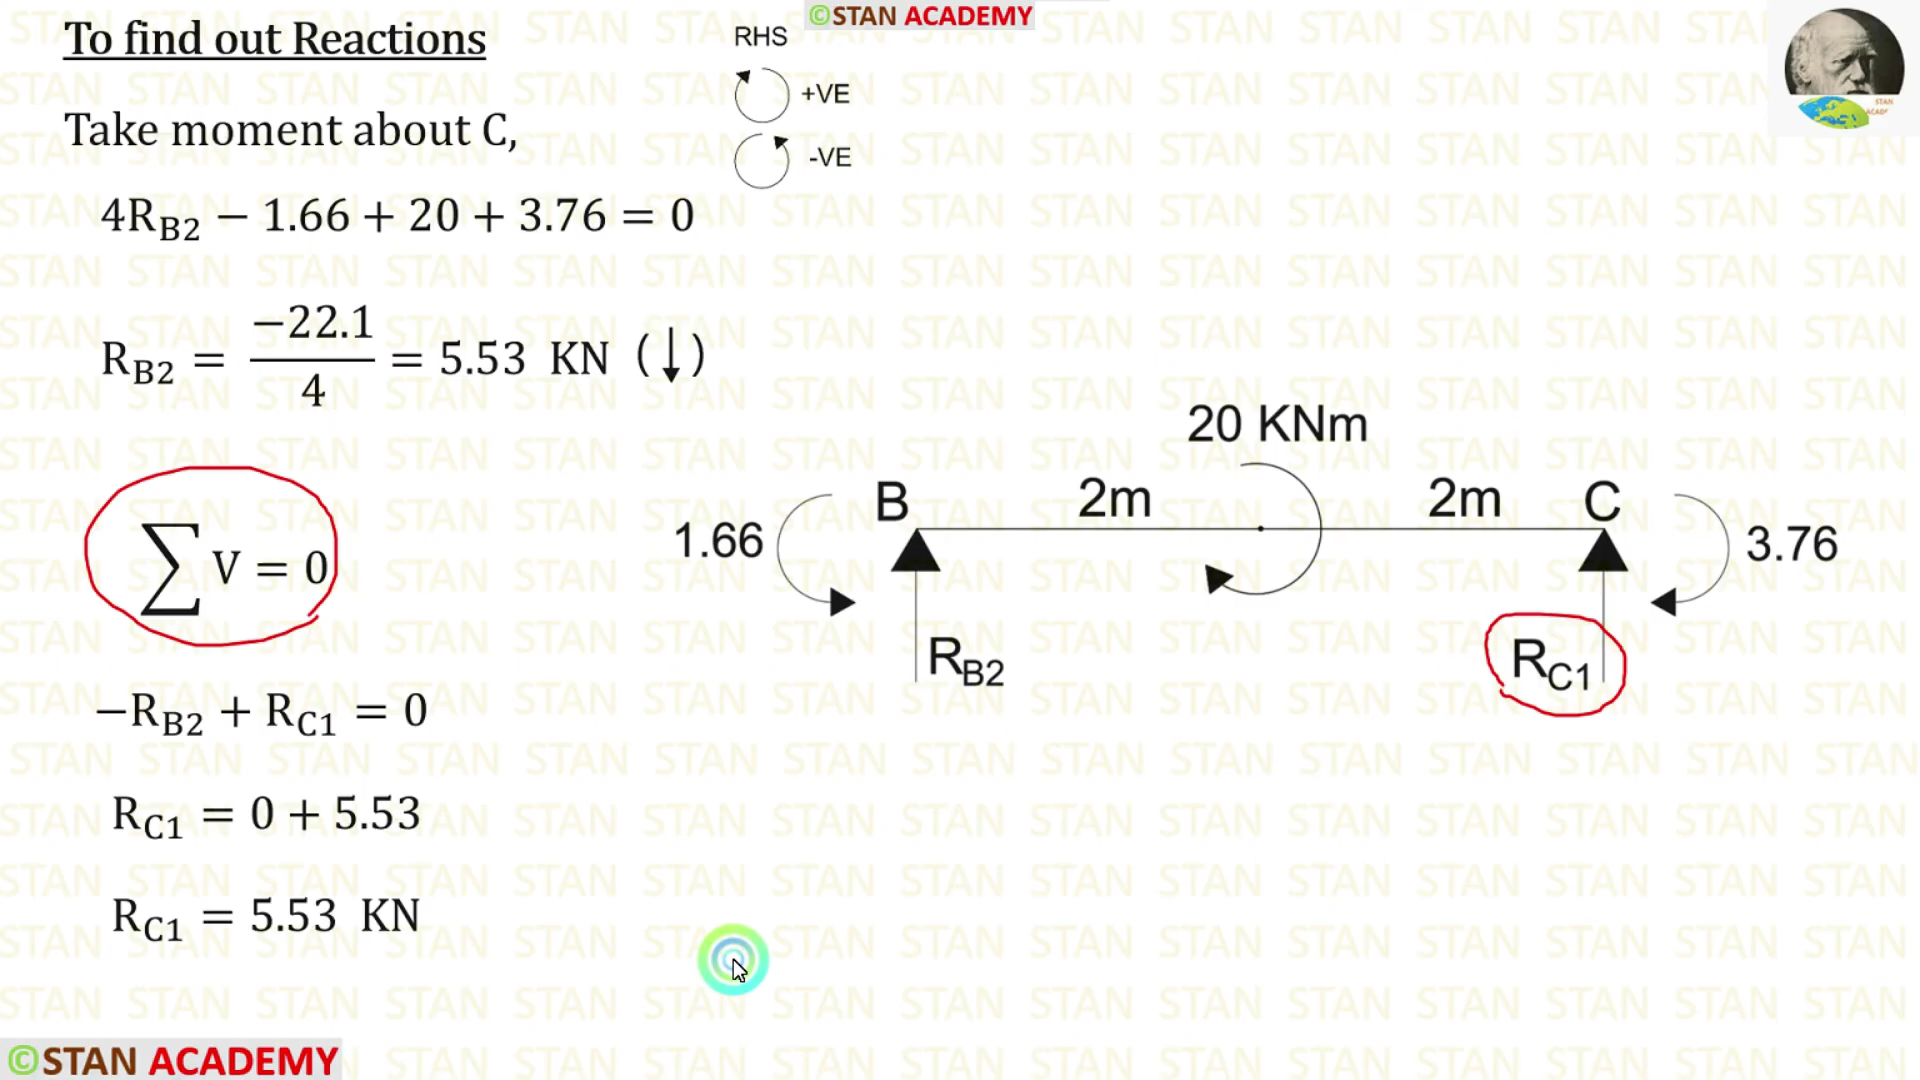 ©STAN ACADEMY
To find out Reactions
RHS
+VE
-VE
STAN ACADEMY
Take moment about C,
4R_B2 − 1.66 + 20 + 3.76 = 0
R_B2 = −22.1 / 4 = 5.53 KN (↓)
∑ V = 0
−R_B2 + R_C1 = 0
R_C1 = 0 + 5.53
R_C1 = 5.53 KN
20 KNm
B 2m 2m C
1.66 3.76
R_B2 R_C1
©STAN ACADEMY